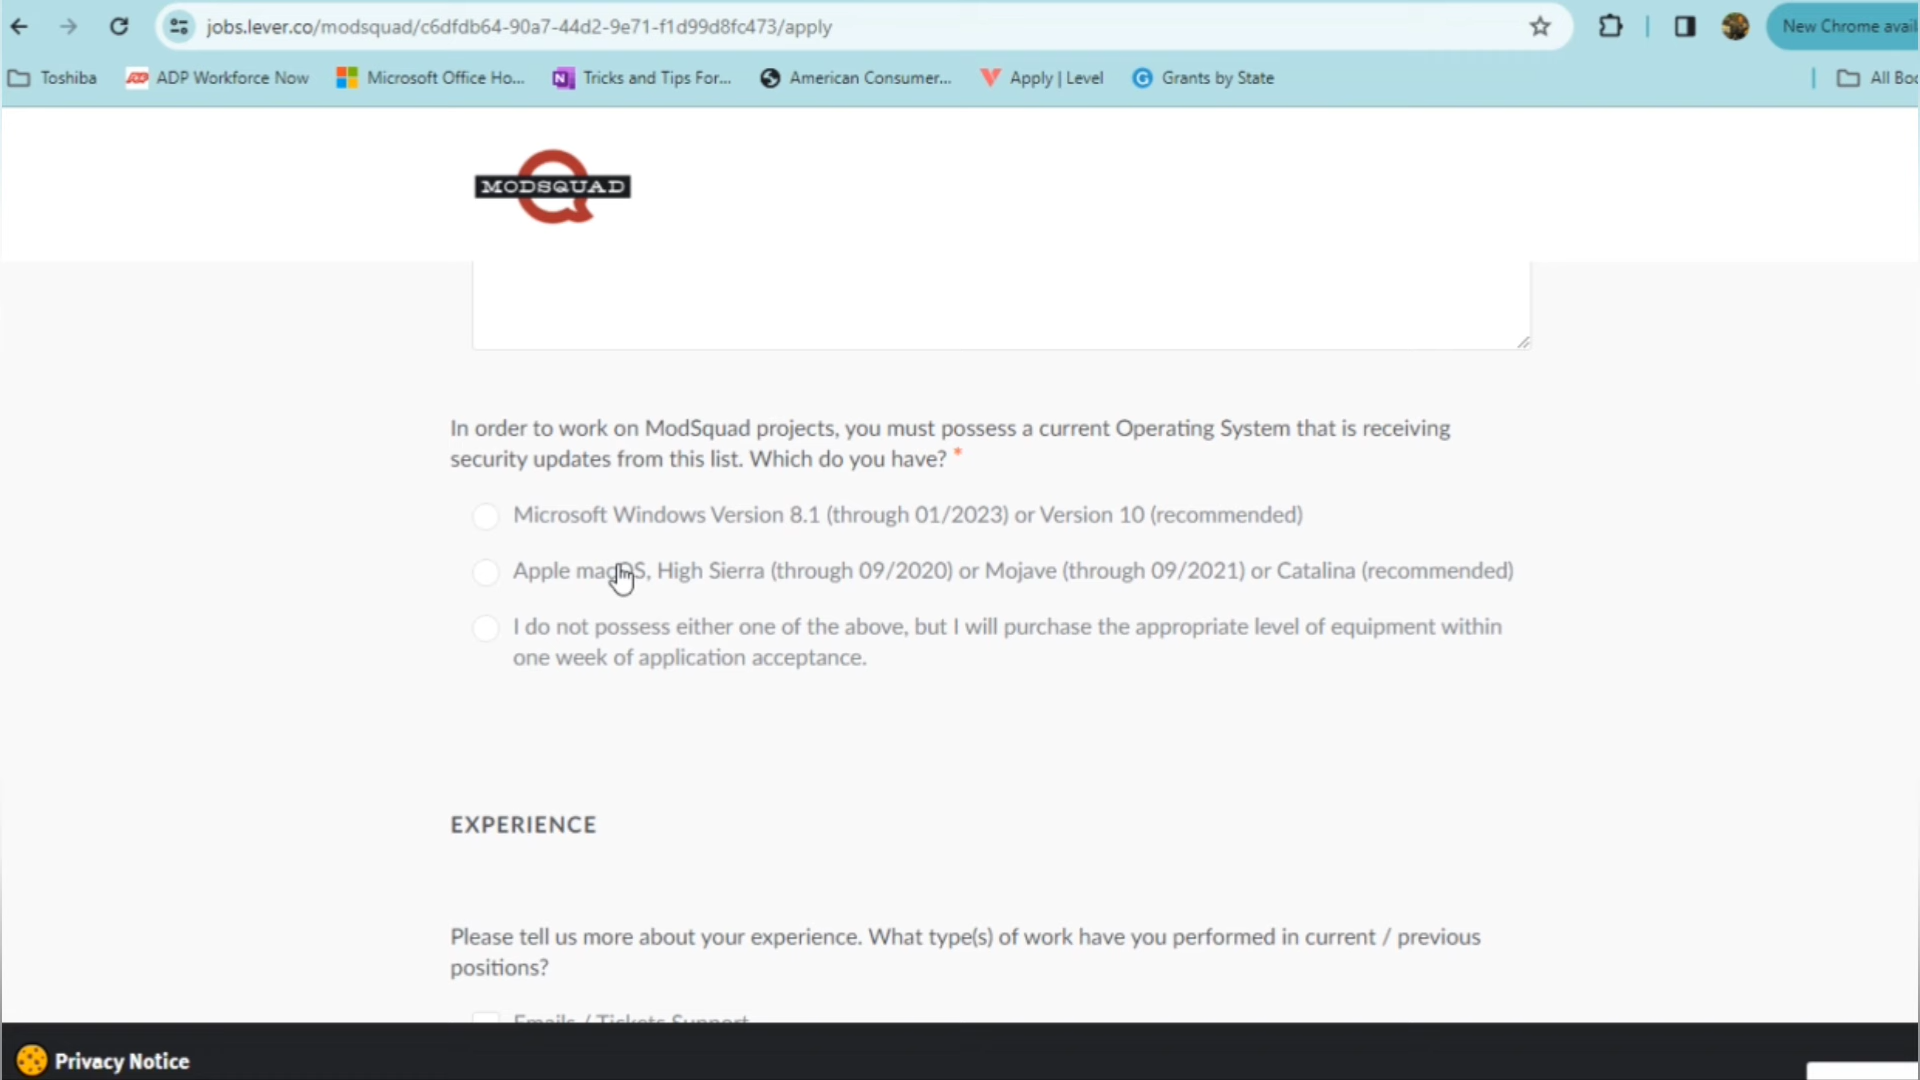 jobs.lever.co/modsquad/c6dfdb64-90a7-44d2-9e71-f1d99d8fc473/apply
New Chrome avail
Toshiba
ADP Workforce Now
Microsoft Office Ho...
Tricks and Tips For...
American Consumer...
Apply | Level
Grants by State
All Boo
MODSQUAD
In order to work on ModSquad projects, you must possess a current Operating System that is receiving
security updates from this list. Which do you have? *
Microsoft Windows Version 8.1 (through 01/2023) or Version 10 (recommended)
Apple macOS, High Sierra (through 09/2020) or Mojave (through 09/2021) or Catalina (recommended)
I do not possess either one of the above, but I will purchase the appropriate level of equipment within
one week of application acceptance.
EXPERIENCE
Please tell us more about your experience. What type(s) of work have you performed in current / previous
positions?
Emails / Tickets Support
Privacy Notice